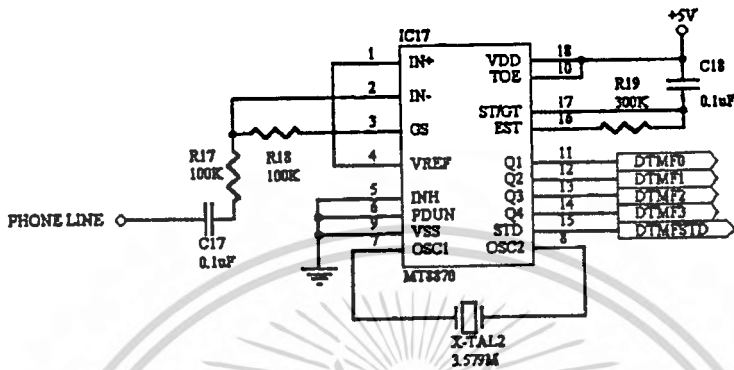 +5V
IC17
1 IN+ VDD 18
TOE 10
C18
0.1uF
2 IN-
R19
300K
ST/GT 17
3 GS EST 16
R17
100K
R18
100K
4 VREF
Q1 11 DTMF0
Q2 12 DTMF1
5 INH Q3 13 DTMF2
6 PDUN Q4 14 DTMF3
9 VSS STD 15 DTMFSTD
7 OSC1 OSC2 8
PHONE LINE
C17
0.1uF
MT8870
X-TAL2
3.579M